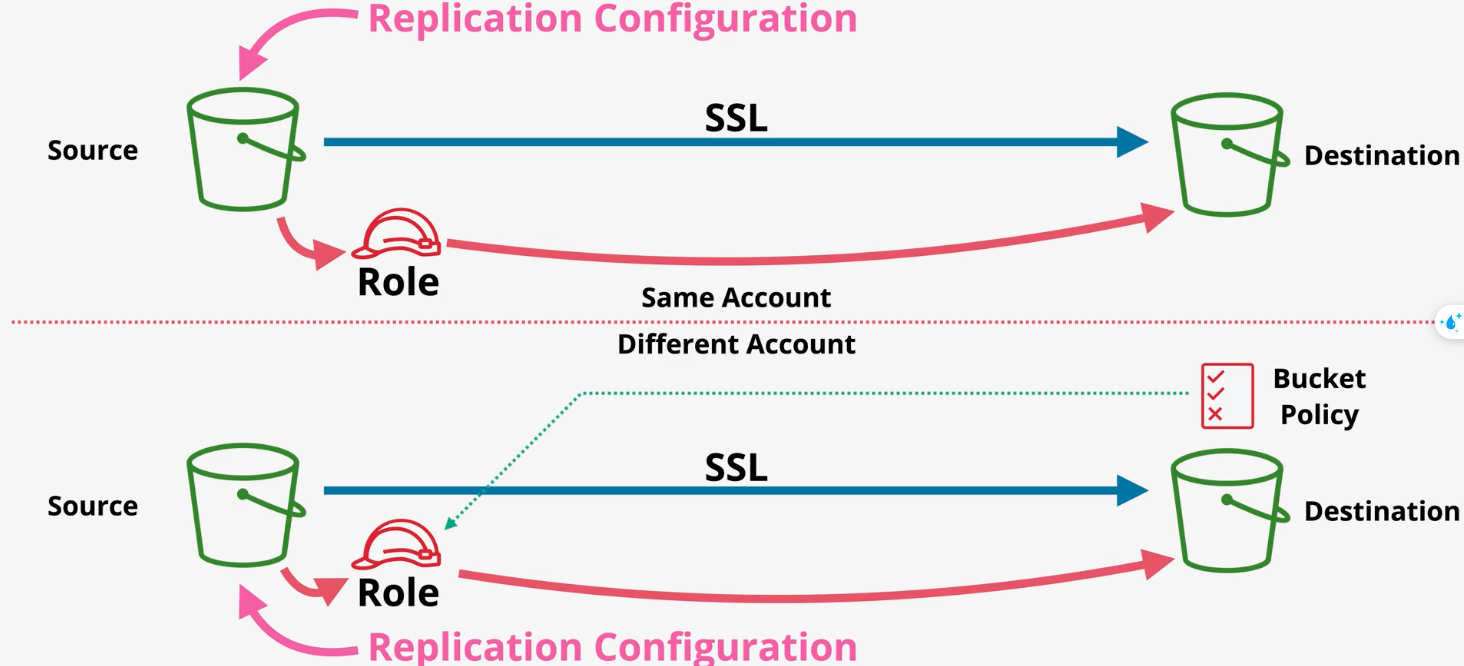 Replication Configuration
SSL
Source
Destination
Role
Same Account
Different Account
Bucket
Policy
SSL
Source
Destination
Role
Replication Configuration